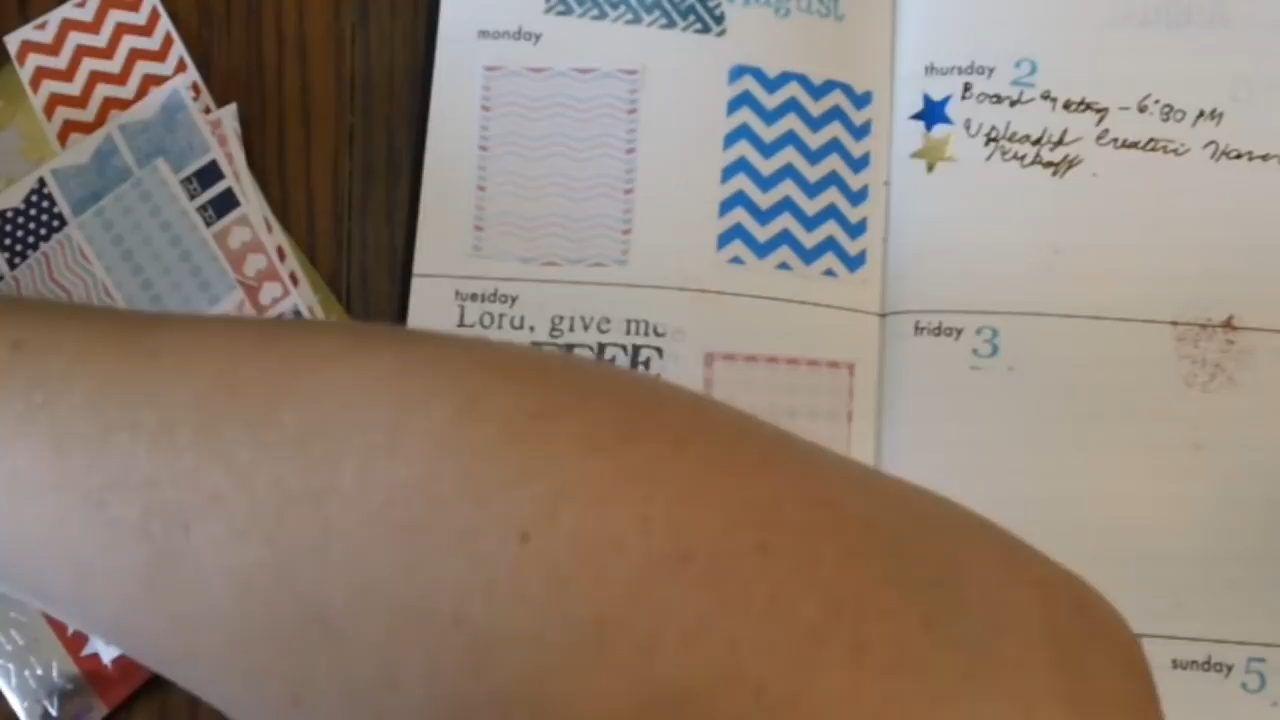 August
monday
thursday 2
Board meeting - 6:30 PM
Creative
tuesday
Lord, give me
friday 3
sunday 5